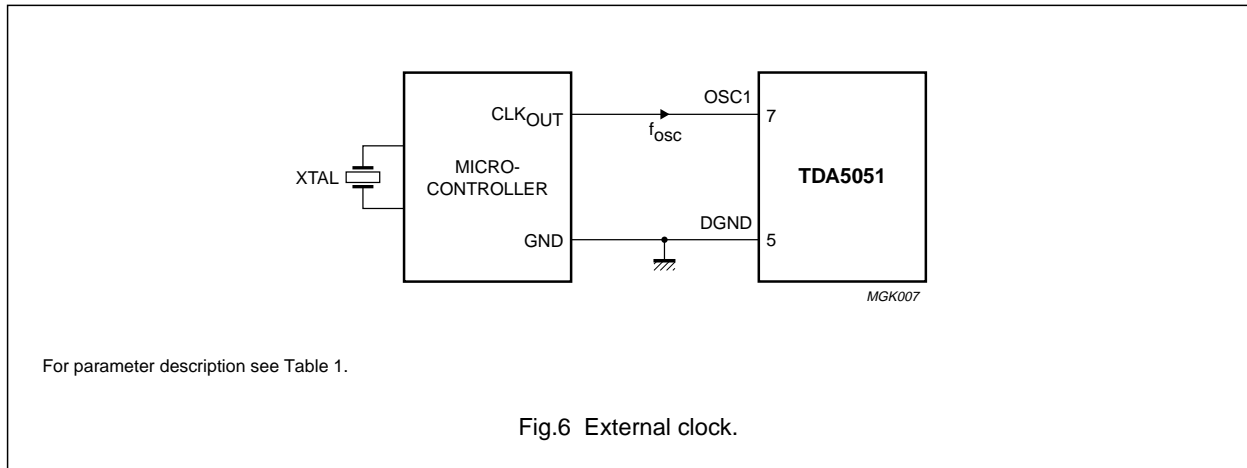 CLKOUT
OSC1
7
fosc
XTAL
MICRO-
CONTROLLER
TDA5051
GND
DGND
5
MGK007
For parameter description see Table 1.
Fig.6 External clock.